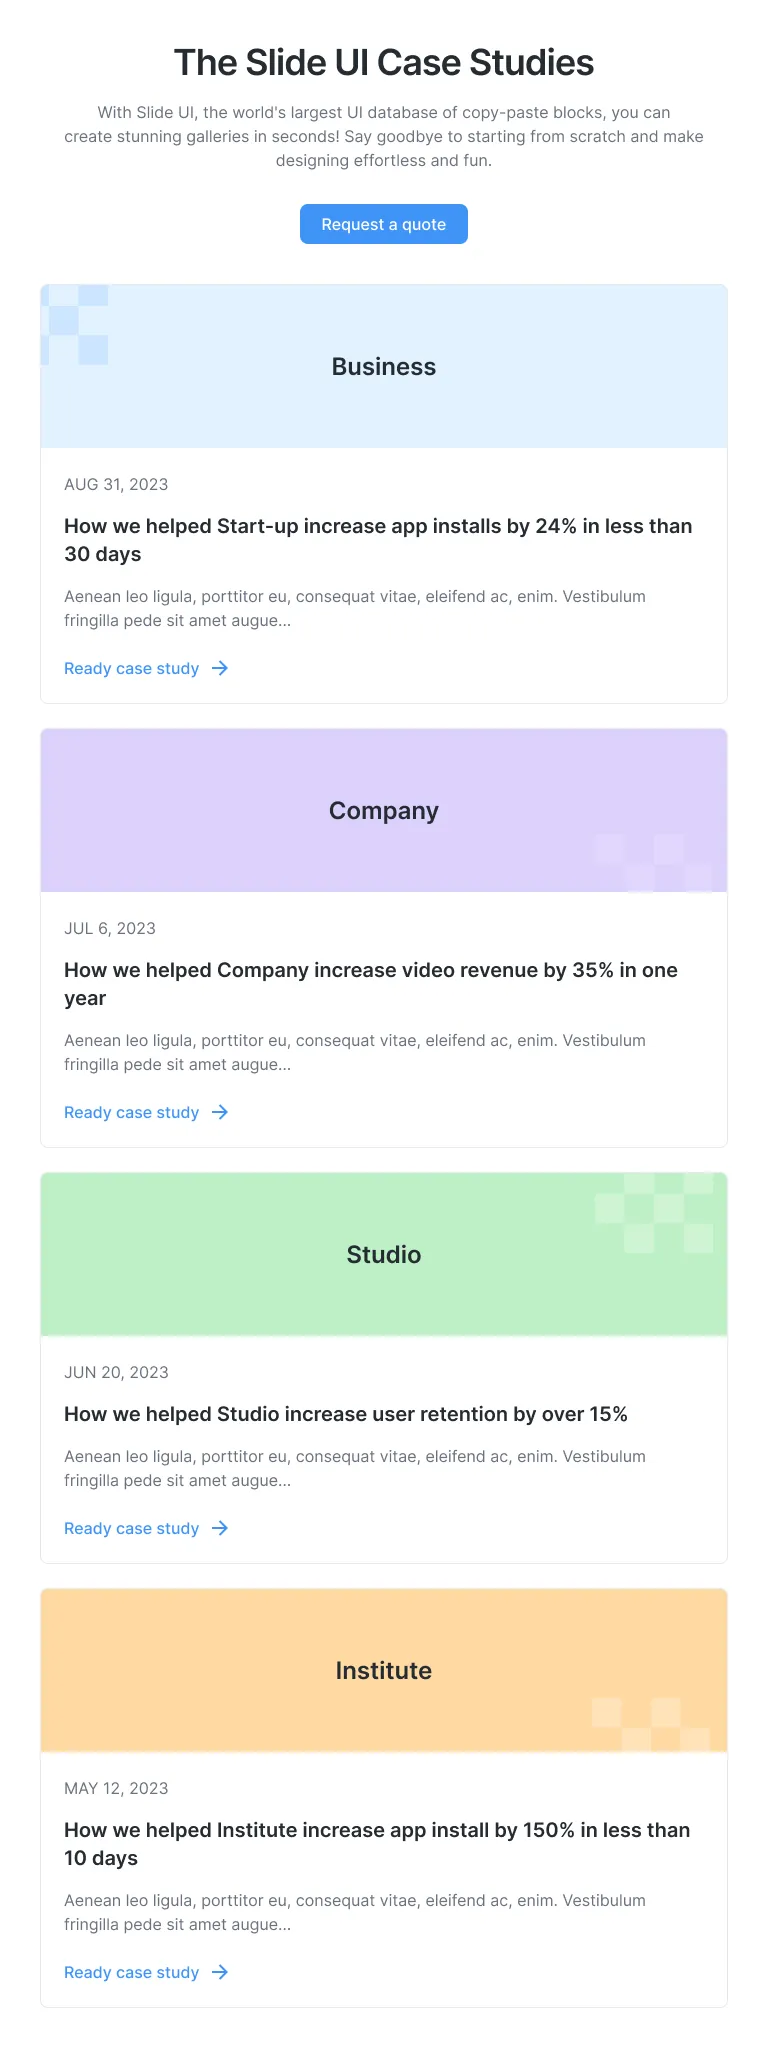 The Slide UI Case Studies
With Slide UI, the world's largest UI database of copy-paste blocks, you can
create stunning galleries in seconds! Say goodbye to starting from scratch and make
designing effortless and fun.
Request a quote
Business
AUG 31, 2023
How we helped Start-up increase app installs by 24% in less than
30 days
Aenean leo ligula, porttitor eu, consequat vitae, eleifend ac, enim. Vestibulum
fringilla pede sit amet augue...
Ready case study
Company
JUL 6, 2023
How we helped Company increase video revenue by 35% in one
year
Aenean leo ligula, porttitor eu, consequat vitae, eleifend ac, enim. Vestibulum
fringilla pede sit amet augue...
Ready case study
Studio
JUN 20, 2023
How we helped Studio increase user retention by over 15%
Aenean leo ligula, porttitor eu, consequat vitae, eleifend ac, enim. Vestibulum
fringilla pede sit amet augue...
Ready case study
Institute
MAY 12, 2023
How we helped Institute increase app install by 150% in less than
10 days
Aenean leo ligula, porttitor eu, consequat vitae, eleifend ac, enim. Vestibulum
fringilla pede sit amet augue...
Ready case study